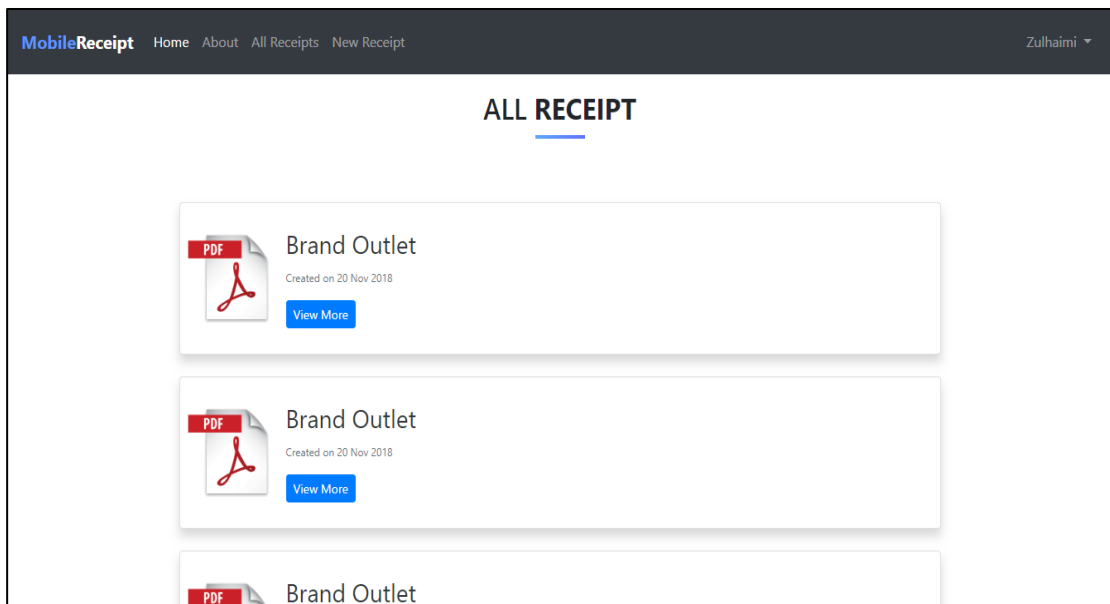 MobileReceipt Home About All Receipts New Receipt Zulhaimi
ALL RECEIPT
PDF
Brand Outlet
Created on 20 Nov 2018
View More
PDF
Brand Outlet
Created on 20 Nov 2018
View More
PDF
Brand Outlet